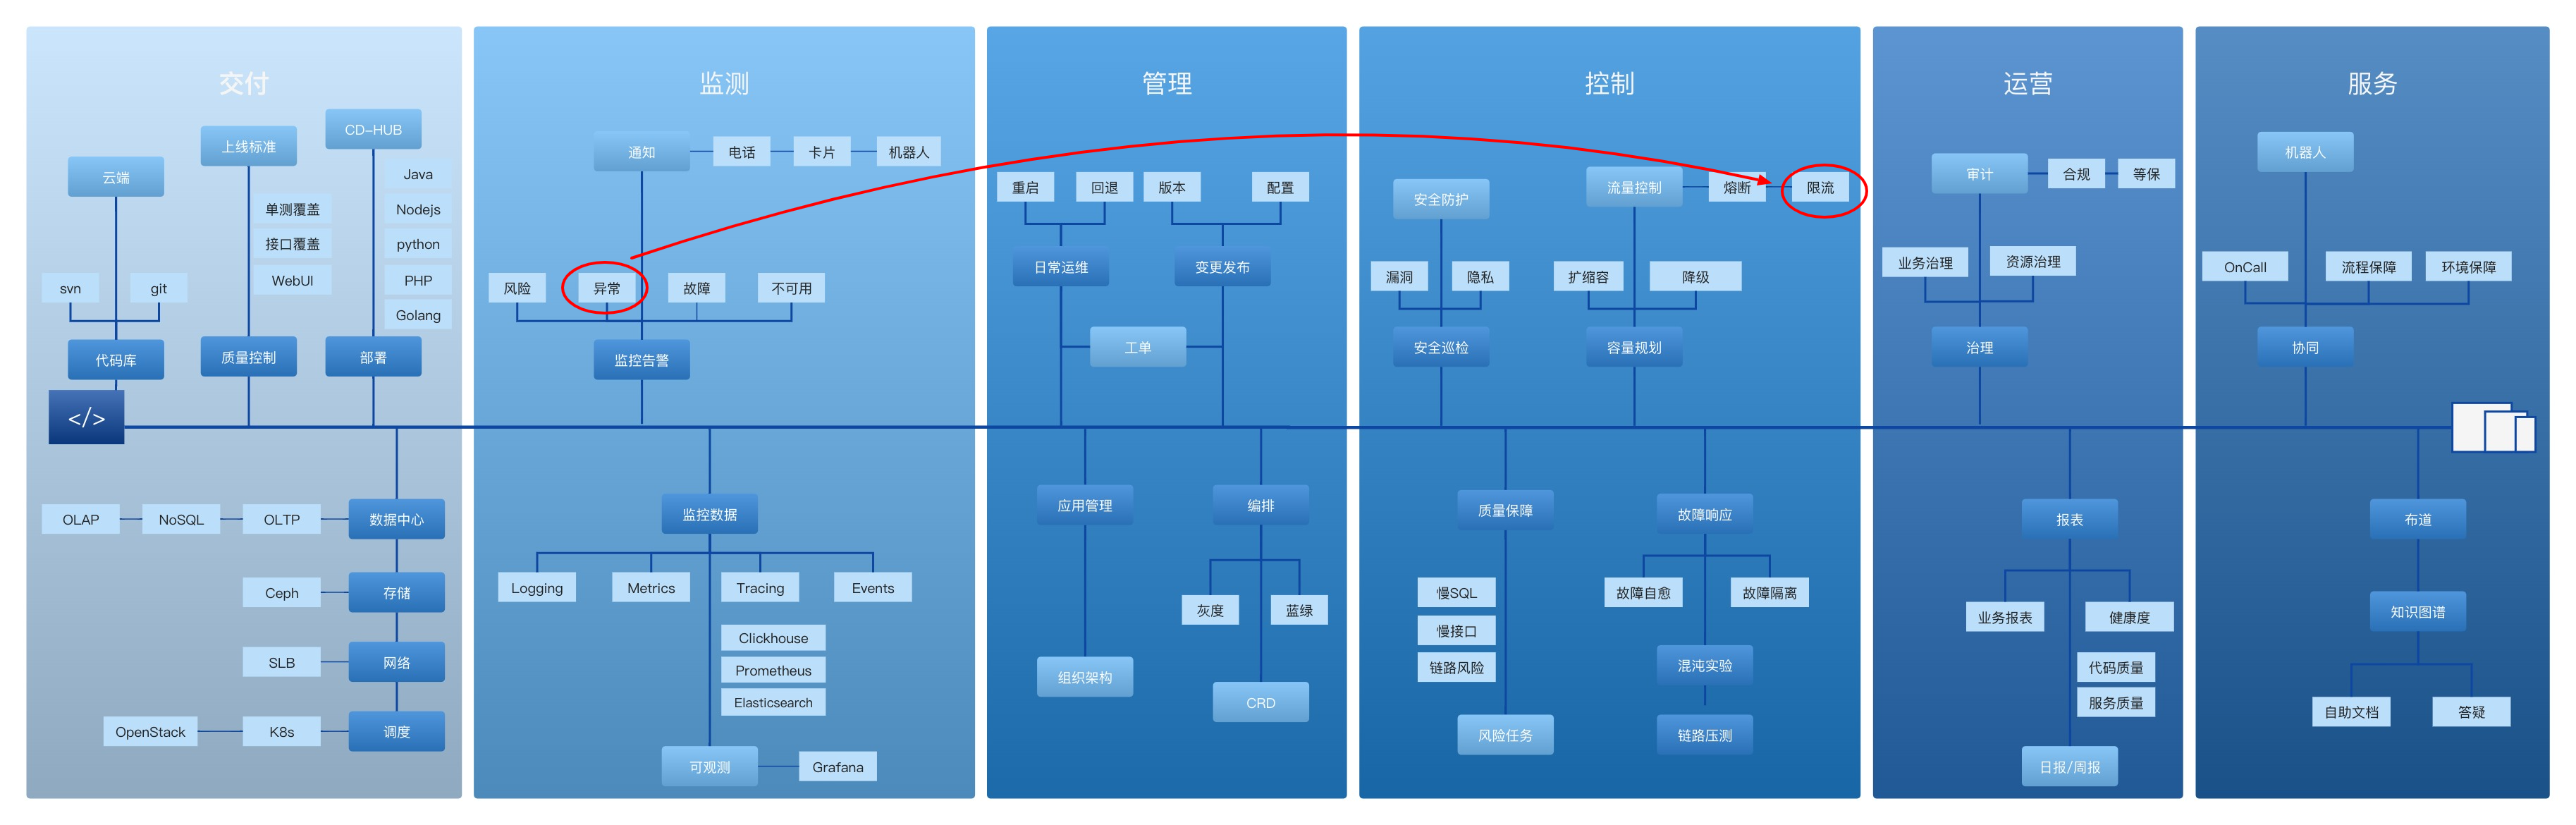 交付
CD-HUB
上线标准
云端
Java
单测覆盖
Nodejs
接口覆盖
python
WebUI
PHP
svn
git
Golang
代码库
质量控制
部署
</>
OLAP
NoSQL
OLTP
数据中心
Ceph
存储
SLB
网络
OpenStack
K8s
调度
监测
通知
电话
卡片
机器人
风险
异常
故障
不可用
监控告警
监控数据
Logging
Metrics
Tracing
Events
Clickhouse
Prometheus
Elasticsearch
可观测
Grafana
管理
重启
回退
版本
配置
日常运维
变更发布
工单
应用管理
编排
灰度
蓝绿
组织架构
CRD
控制
安全防护
流量控制
熔断
限流
漏洞
隐私
扩缩容
降级
安全巡检
容量规划
质量保障
故障响应
慢SQL
慢接口
链路风险
故障自愈
故障隔离
混沌实验
风险任务
链路压测
运营
审计
合规
等保
业务治理
资源治理
治理
报表
业务报表
健康度
代码质量
服务质量
日报/周报
服务
机器人
OnCall
流程保障
环境保障
协同
布道
知识图谱
自助文档
答疑